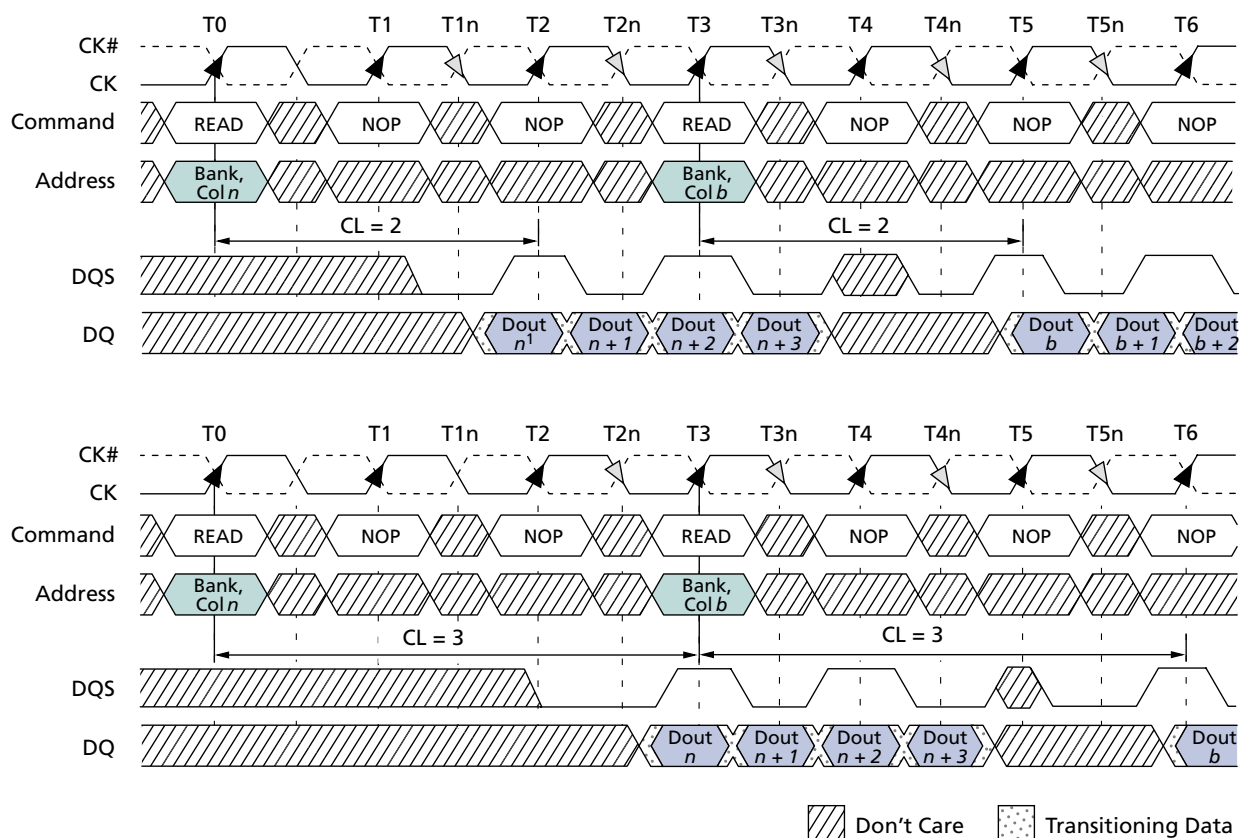 T0 T1 T1n T2 T2n T3 T3n T4 T4n T5 T5n T6
CK#
CK
Command READ NOP NOP READ NOP NOP NOP
Address Bank, Col n Bank, Col b
CL = 2 CL = 2
DQS
DQ Dout n¹ Dout n + 1 Dout n + 2 Dout n + 3 Dout b Dout b + 1 Dout b + 2
T0 T1 T1n T2 T2n T3 T3n T4 T4n T5 T5n T6
CK#
CK
Command READ NOP NOP READ NOP NOP NOP
Address Bank, Col n Bank, Col b
CL = 3 CL = 3
DQS
DQ Dout n Dout n + 1 Dout n + 2 Dout n + 3 Dout b
Don't Care Transitioning Data